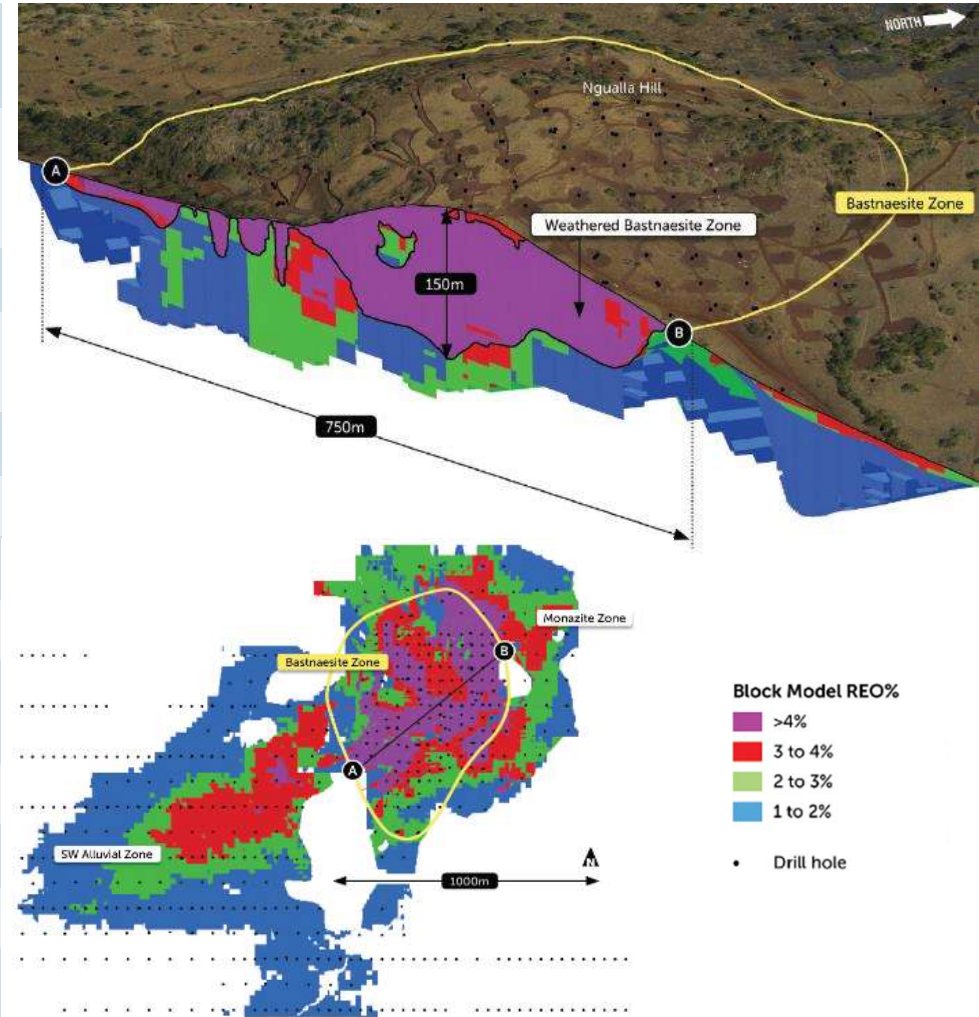 NORTH
Ngualla Hill
A
Bastnaesite Zone
Weathered Bastnaesite Zone
150m
B
750m
Monazite Zone
B
Bastnaesite Zone
A
SW Alluvial Zone
N
1000m
Block Model REO%
>4%
3 to 4%
2 to 3%
1 to 2%
Drill hole